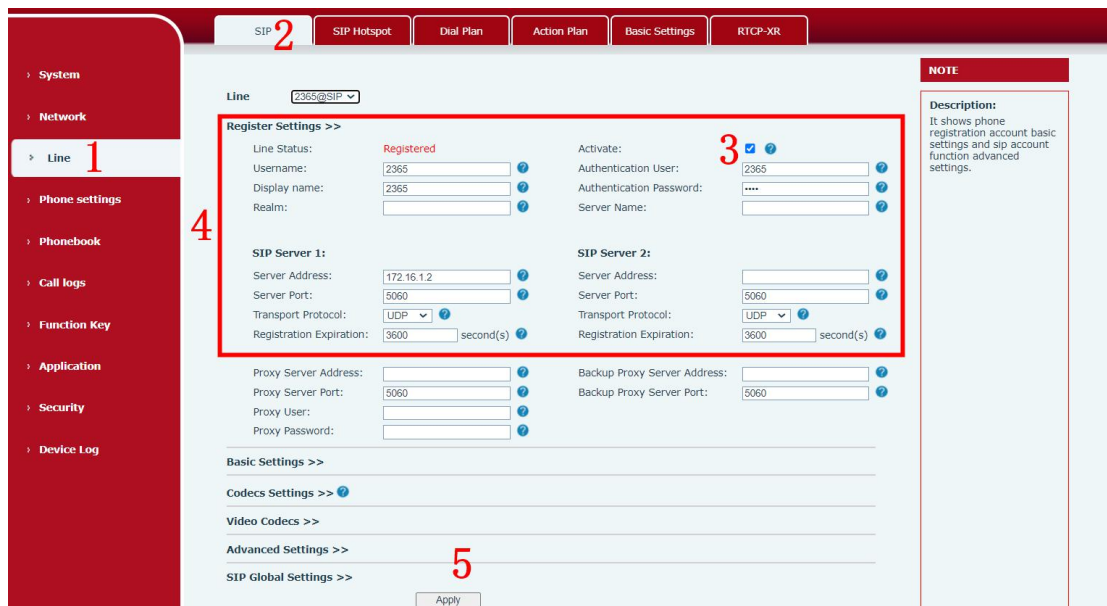 SIP
2
SIP Hotspot
Dial Plan
Action Plan
Basic Settings
RTCP-XR
› System
› Network
› Line
1
› Phone settings
› Phonebook
› Call logs
› Function Key
› Application
› Security
› Device Log
Line 2365@SIP
Register Settings >>
4
Line Status: Registered Activate: 3
Username: 2365 Authentication User: 2365
Display name: 2365 Authentication Password: ••••
Realm: Server Name:
SIP Server 1: SIP Server 2:
Server Address: 172.16.1.2 Server Address:
Server Port: 5060 Server Port: 5060
Transport Protocol: UDP Transport Protocol: UDP
Registration Expiration: 3600 second(s) Registration Expiration: 3600 second(s)
Proxy Server Address: Backup Proxy Server Address:
Proxy Server Port: 5060 Backup Proxy Server Port: 5060
Proxy User:
Proxy Password:
Basic Settings >>
Codecs Settings >> ?
Video Codecs >>
Advanced Settings >>
SIP Global Settings >>
5
Apply
NOTE
Description:
It shows phone
registration account basic
settings and sip account
function advanced
settings.